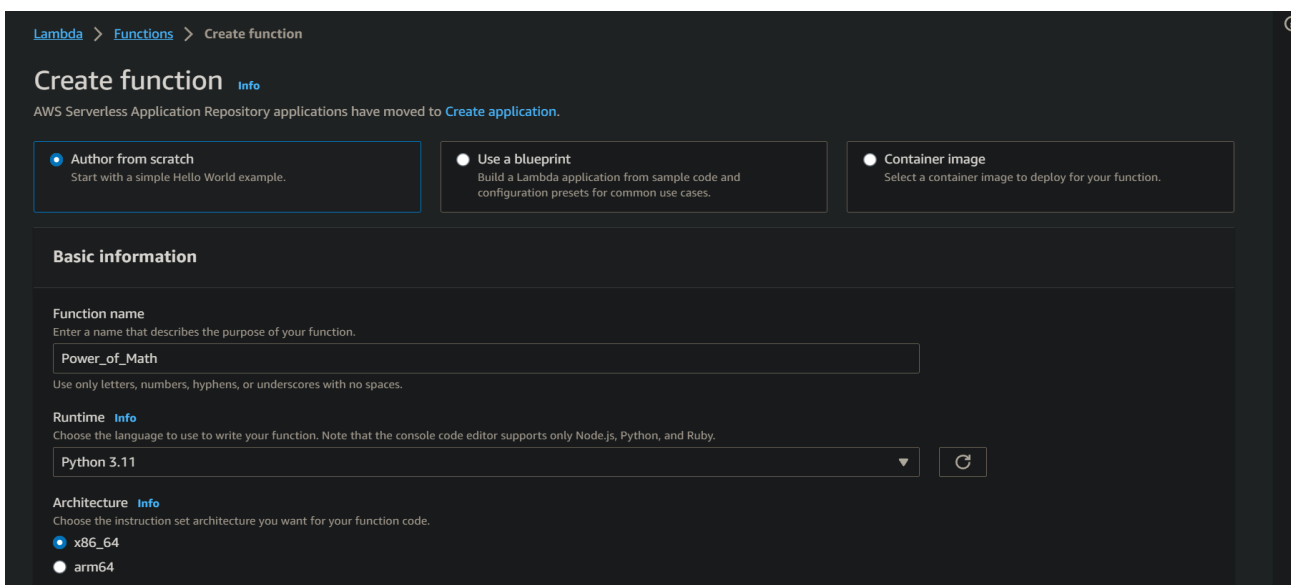 Lambda > Functions > Create function
Create function Info
AWS Serverless Application Repository applications have moved to Create application.
Author from scratch
Start with a simple Hello World example.
Use a blueprint
Build a Lambda application from sample code and
configuration presets for common use cases.
Container image
Select a container image to deploy for your function.
Basic information
Function name
Enter a name that describes the purpose of your function.
Power_of_Math
Use only letters, numbers, hyphens, or underscores with no spaces.
Runtime Info
Choose the language to use to write your function. Note that the console code editor supports only Node.js, Python, and Ruby.
Python 3.11
Architecture Info
Choose the instruction set architecture you want for your function code.
x86_64
arm64